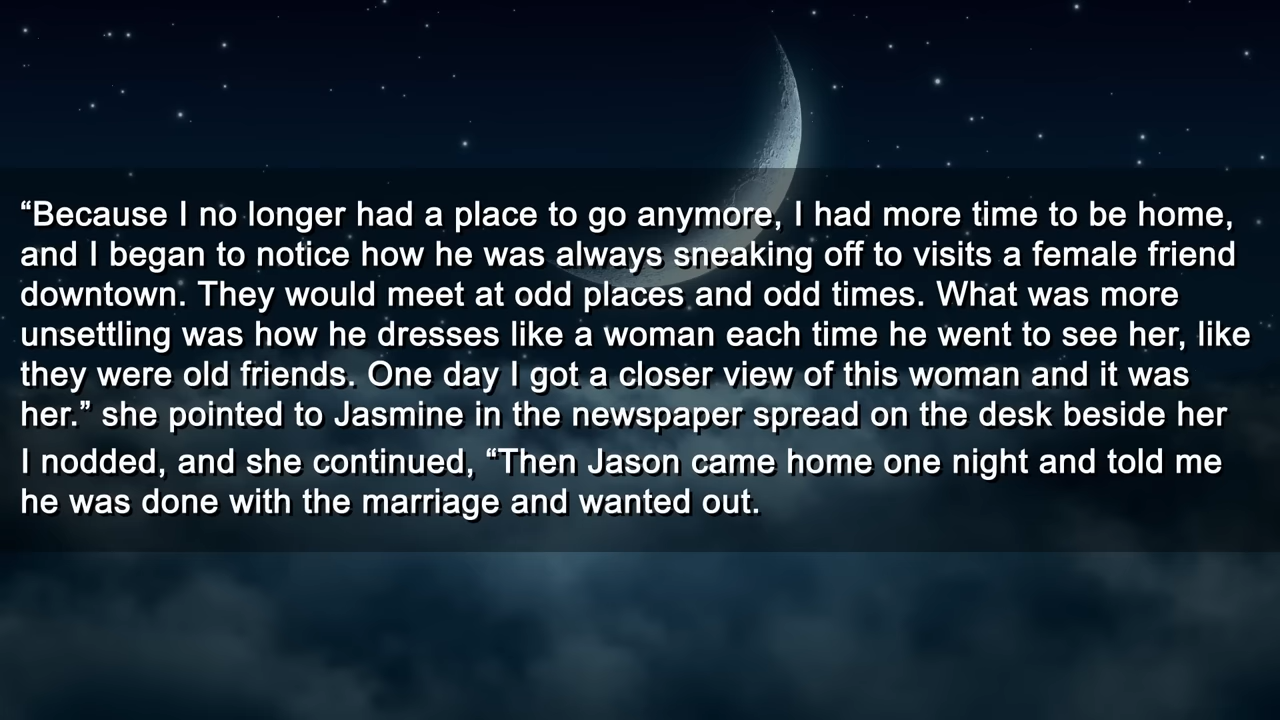 “Because I no longer had a place to go anymore, I had more time to be home,
and I began to notice how he was always sneaking off to visits a female friend
downtown. They would meet at odd places and odd times. What was more
unsettling was how he dresses like a woman each time he went to see her, like
they were old friends. One day I got a closer view of this woman and it was
her.” she pointed to Jasmine in the newspaper spread on the desk beside her
I nodded, and she continued, “Then Jason came home one night and told me
he was done with the marriage and wanted out.